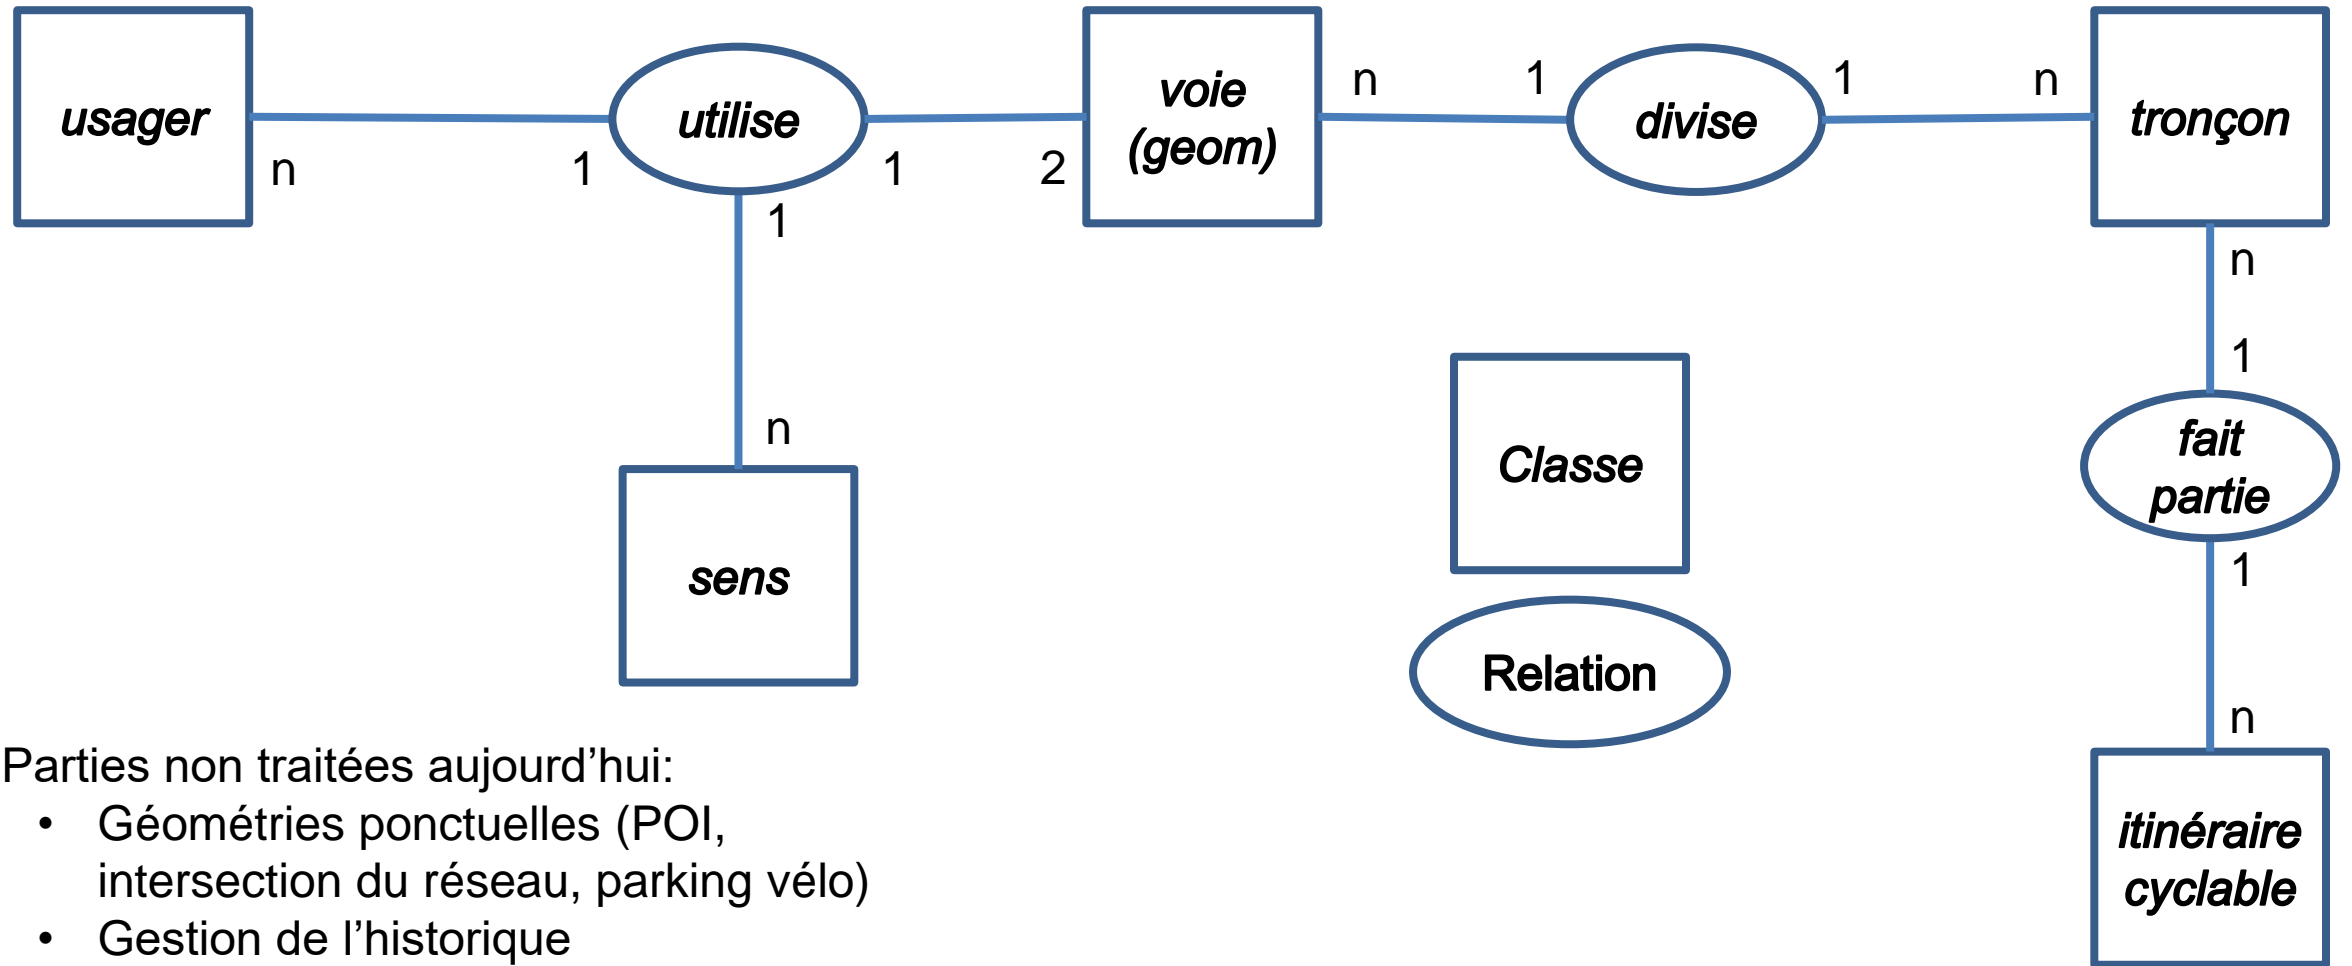 usager
n
1
utilise
1
2
1
n
sens
voie
(geom)
n
1
divise
1
n
tronçon
n
1
fait
partie
1
n
itinéraire
cyclable
Classe
Relation
Parties non traitées aujourd’hui:
• Géométries ponctuelles (POI,
intersection du réseau, parking vélo)
• Gestion de l’historique